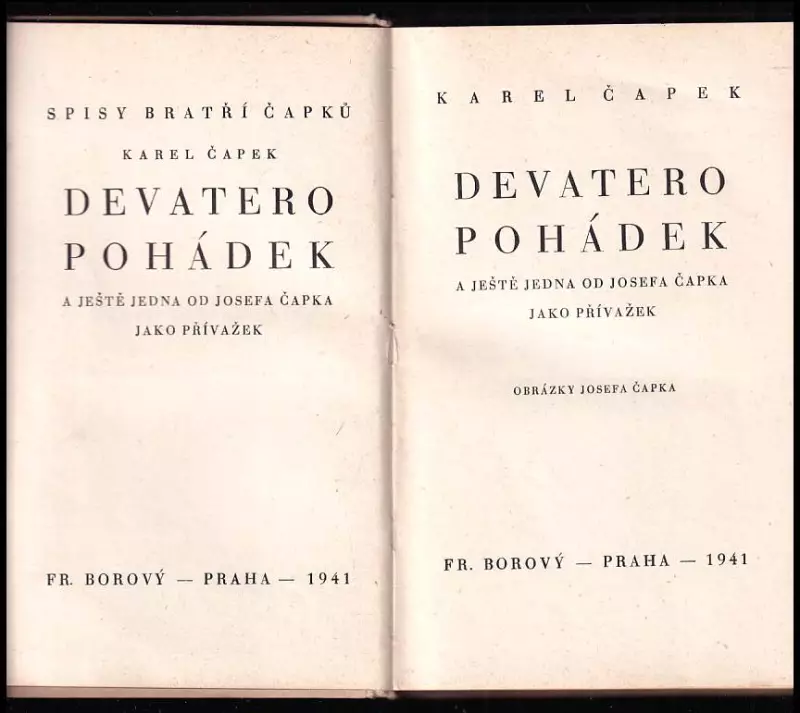 SPISY BRATŘÍ ČAPKŮ
KAREL ČAPEK
DEVATERO
POHÁDEK
A JEŠTĚ JEDNA OD JOSEFA ČAPKA
JAKO PŘÍVAŽEK
FR. BOROVÝ — PRAHA — 1941
KAREL ČAPEK
DEVATERO
POHÁDEK
A JEŠTĚ JEDNA OD JOSEFA ČAPKA
JAKO PŘÍVAŽEK
OBRÁZKY JOSEFA ČAPKA
FR. BOROVÝ — PRAHA — 1941